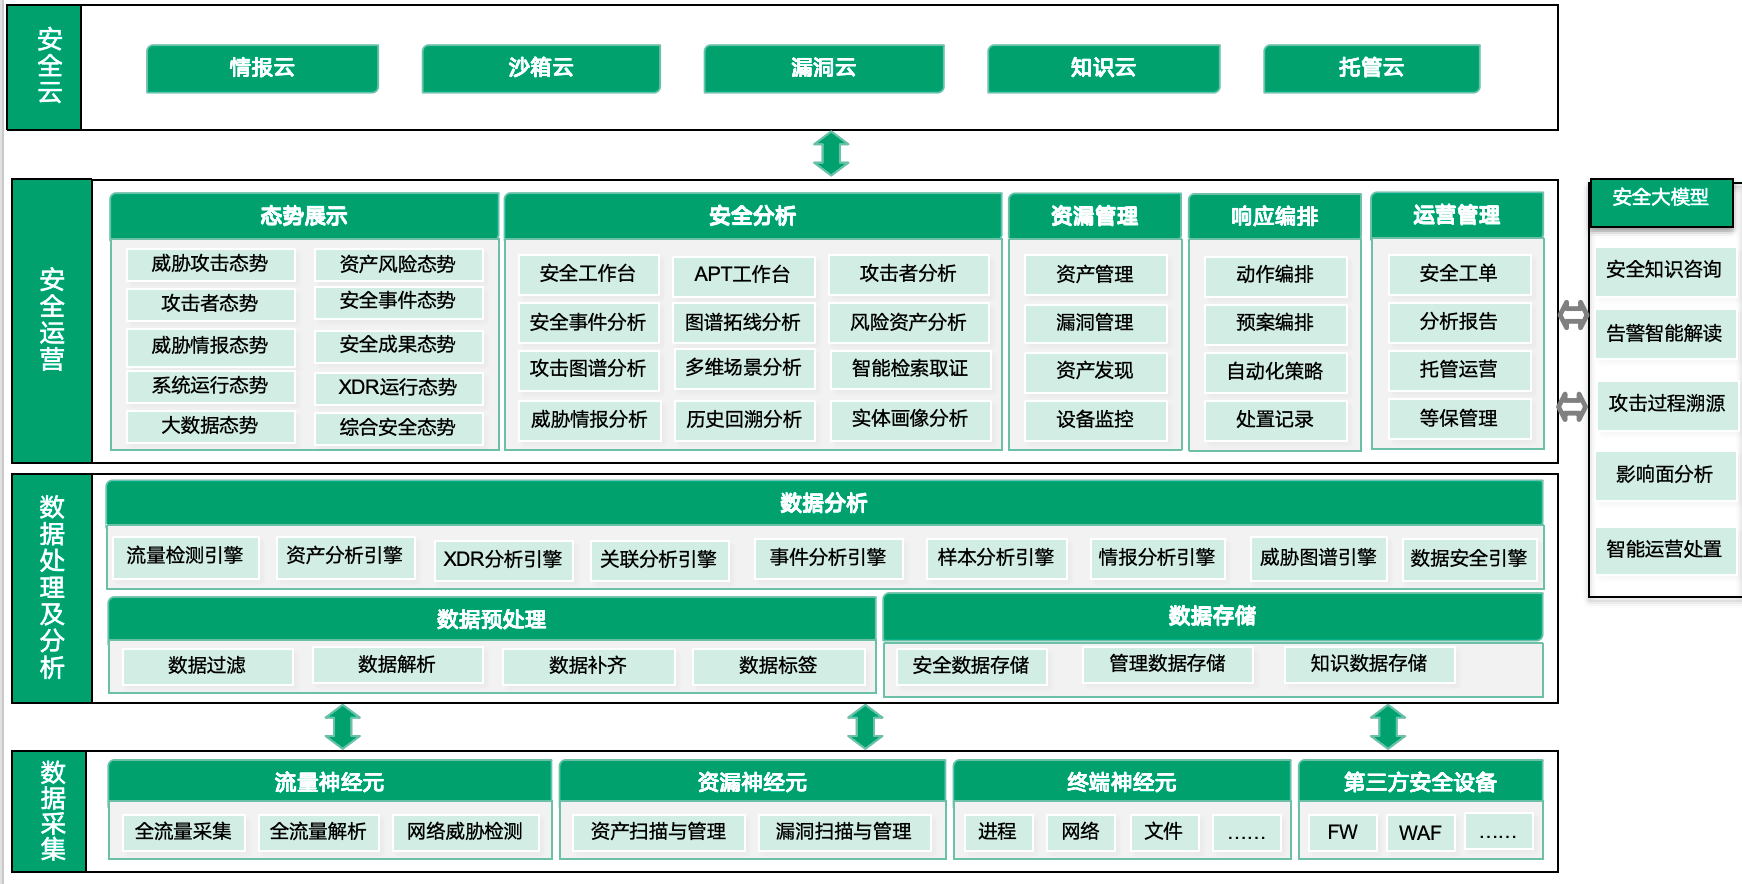 安全云
情报云
沙箱云
漏洞云
知识云
托管云
安全运营
态势展示
威胁攻击态势
资产风险态势
攻击者态势
安全事件态势
威胁情报态势
安全成果态势
系统运行态势
XDR运行态势
大数据态势
综合安全态势
安全分析
安全工作台
APT工作台
攻击者分析
安全事件分析
图谱拓线分析
风险资产分析
攻击图谱分析
多维场景分析
智能检索取证
威胁情报分析
历史回溯分析
实体画像分析
资漏管理
资产管理
漏洞管理
资产发现
设备监控
响应编排
动作编排
预案编排
自动化策略
处置记录
运营管理
安全工单
分析报告
托管运营
等保管理
安全大模型
安全知识咨询
告警智能解读
攻击过程溯源
影响面分析
智能运营处置
数据处理及分析
数据分析
流量检测引擎
资产分析引擎
XDR分析引擎
关联分析引擎
事件分析引擎
样本分析引擎
情报分析引擎
威胁图谱引擎
数据安全引擎
数据预处理
数据过滤
数据解析
数据补齐
数据标签
数据存储
安全数据存储
管理数据存储
知识数据存储
数据采集
流量神经元
全流量采集
全流量解析
网络威胁检测
资漏神经元
资产扫描与管理
漏洞扫描与管理
终端神经元
进程
网络
文件
……
第三方安全设备
FW
WAF
……